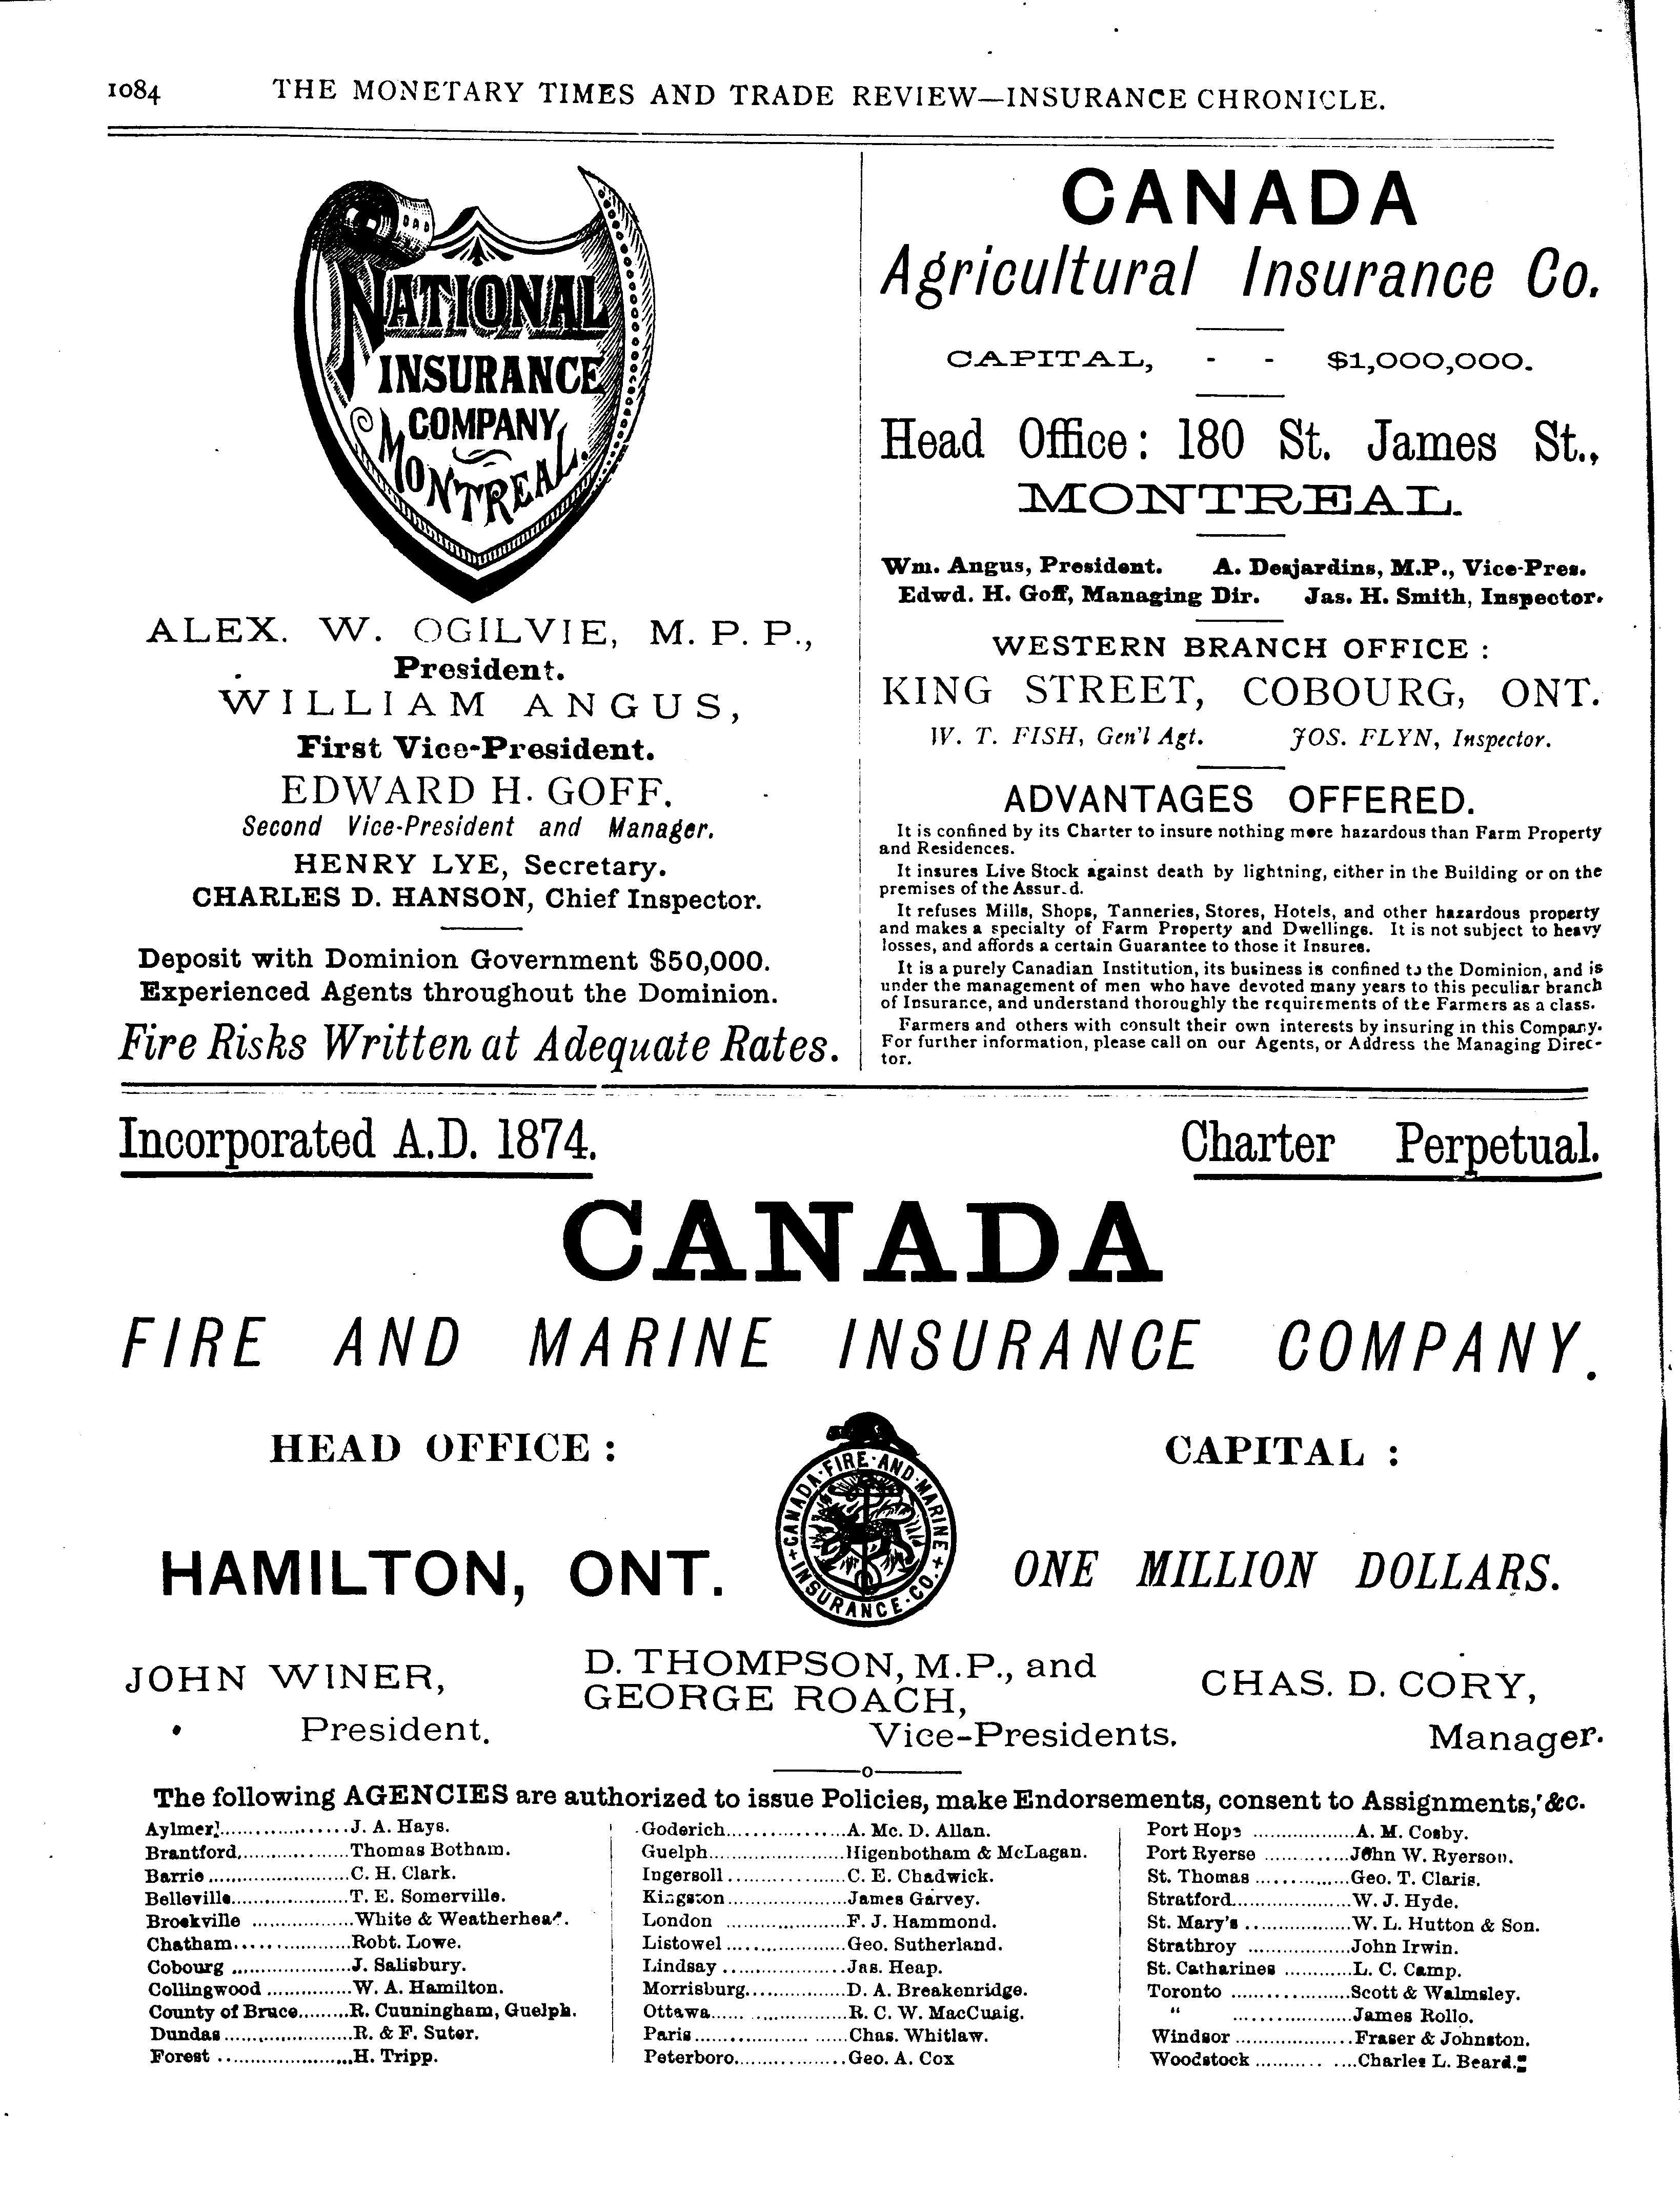 1084 THE MONETARY TIMES AND TRADE REVIEW—INSURANCE CHRONICLE.
NATIONAL
INSURANCE
COMPANY
MONTREAL.
ALEX. W. OGILVIE, M. P. P.,
President.
WILLIAM ANGUS,
First Vice-President.
EDWARD H. GOFF.
Second Vice-President and Manager.
HENRY LYE, Secretary.
CHARLES D. HANSON, Chief Inspector.
Deposit with Dominion Government $50,000.
Experienced Agents throughout the Dominion.
Fire Risks Written at Adequate Rates.
CANADA
Agricultural Insurance Co.
CAPITAL, - - $1,000,000.
Head Office: 180 St. James St.,
MONTREAL.
Wm. Angus, President. A. Desjardins, M.P., Vice-Pres.
Edwd. H. Goff, Managing Dir. Jas. H. Smith, Inspector.
WESTERN BRANCH OFFICE :
KING STREET, COBOURG, ONT.
W. T. FISH, Gen'l Agt. JOS. FLYN, Inspector.
ADVANTAGES OFFERED.
It is confined by its Charter to insure nothing more hazardous than Farm Property
and Residences.
It insures Live Stock against death by lightning, either in the Building or on the
premises of the Assur.d.
It refuses Mills, Shops, Tanneries, Stores, Hotels, and other hazardous property
and makes a specialty of Farm Property and Dwellings. It is not subject to heavy
losses, and affords a certain Guarantee to those it Insures.
It is a purely Canadian Institution, its business is confined to the Dominion, and is
under the management of men who have devoted many years to this peculiar branch
of Insurance, and understand thoroughly the requirements of the Farmers as a class.
Farmers and others with consult their own interests by insuring in this Company.
For further information, please call on our Agents, or Address the Managing Direc-
tor.
Incorporated A.D. 1874. Charter Perpetual.
CANADA
FIRE AND MARINE INSURANCE COMPANY.
HEAD OFFICE :
HAMILTON, ONT.
CANADA·FIRE·AND·MARINE
INSURANCE·CO.
CAPITAL :
ONE MILLION DOLLARS.
JOHN WINER,
President.
D. THOMPSON, M.P., and
GEORGE ROACH,
Vice-Presidents.
CHAS. D. CORY,
Manager.
The following AGENCIES are authorized to issue Policies, make Endorsements, consent to Assignments, &c.
Aylmer...................J. A. Hays.
Brantford..................Thomas Botham.
Barrie.........................C. H. Clark.
Belleville.....................T. E. Somerville.
Brockville ..................White & Weatherhead.
Chatham.....................Robt. Lowe.
Cobourg .....................J. Salisbury.
Collingwood ...............W. A. Hamilton.
County of Bruce.........R. Cunningham, Guelph.
Dundas.......................R. & F. Suter.
Forest ........................H. Tripp.
Goderich.....................A. Mc. D. Allan.
Guelph........................Higenbotham & McLagan.
Ingersoll.....................C. E. Chadwick.
Kingston.....................James Garvey.
London ......................F. J. Hammond.
Listowel .....................Geo. Sutherland.
Lindsay ......................Jas. Heap.
Morrisburg..................D. A. Breakenridge.
Ottawa........................R. C. W. MacCuaig.
Paris...........................Chas. Whitlaw.
Peterboro....................Geo. A. Cox
Port Hope ..................A. M. Cosby.
Port Ryerse ...............John W. Ryerson.
St. Thomas ................Geo. T. Claris.
Stratford.....................W. J. Hyde.
St. Mary's ...................W. L. Hutton & Son.
Strathroy ...................John Irwin.
St. Catharines ............L. C. Camp.
Toronto .....................Scott & Walmsley.
" ...................James Rollo.
Windsor .....................Fraser & Johnston.
Woodstock ................Charles L. Beard.